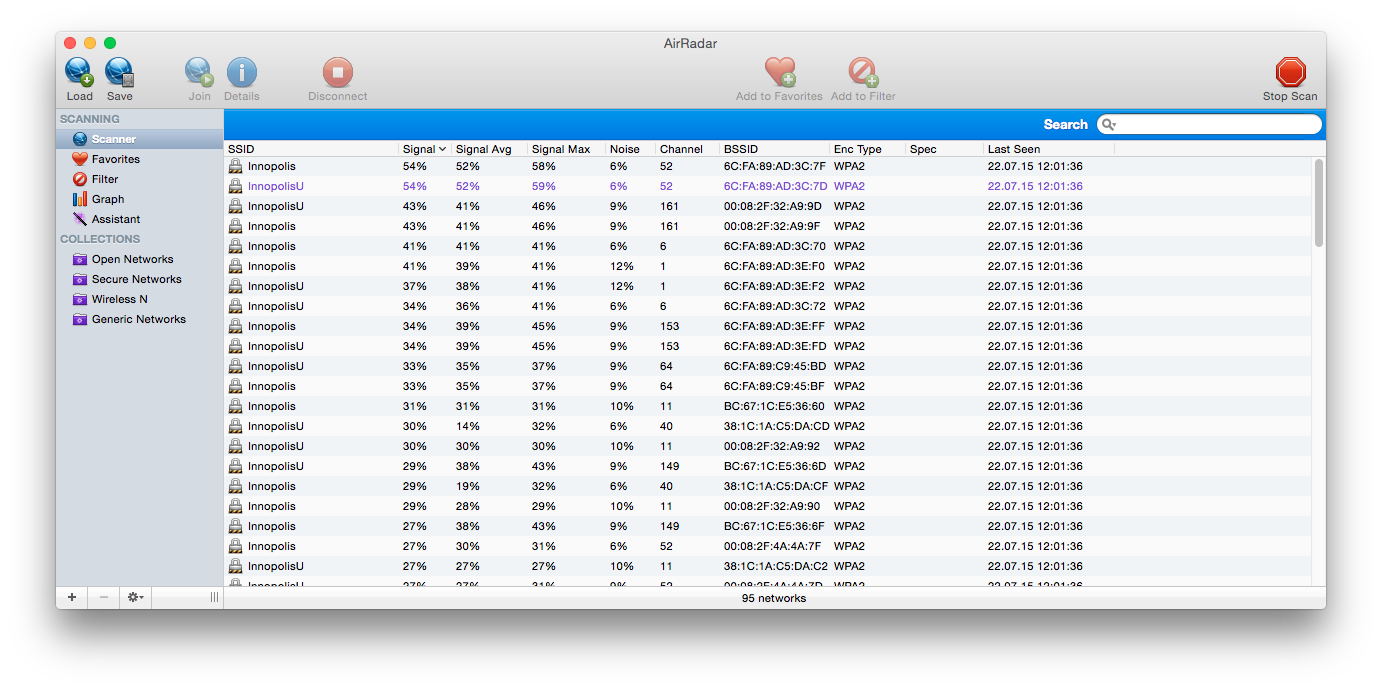 AirRadar
Load Save Join Details Disconnect Add to Favorites Add to Filter Stop Scan
SCANNING
Scanner
Favorites
Filter
Graph
Assistant
COLLECTIONS
Open Networks
Secure Networks
Wireless N
Generic Networks
Search
SSID Signal Signal Avg Signal Max Noise Channel BSSID Enc Type Spec Last Seen
Innopolis 54% 52% 58% 6% 52 6C:FA:89:AD:3C:7F WPA2 22.07.15 12:01:36
InnopolisU 54% 52% 59% 6% 52 6C:FA:89:AD:3C:7D WPA2 22.07.15 12:01:36
InnopolisU 43% 41% 46% 9% 161 00:08:2F:32:A9:9D WPA2 22.07.15 12:01:36
Innopolis 43% 41% 46% 9% 161 00:08:2F:32:A9:9F WPA2 22.07.15 12:01:36
Innopolis 41% 41% 41% 6% 6 6C:FA:89:AD:3C:70 WPA2 22.07.15 12:01:36
Innopolis 41% 39% 41% 12% 1 6C:FA:89:AD:3E:F0 WPA2 22.07.15 12:01:36
InnopolisU 37% 38% 41% 12% 1 6C:FA:89:AD:3E:F2 WPA2 22.07.15 12:01:36
InnopolisU 34% 36% 41% 6% 6 6C:FA:89:AD:3C:72 WPA2 22.07.15 12:01:36
Innopolis 34% 39% 45% 9% 153 6C:FA:89:AD:3E:FF WPA2 22.07.15 12:01:36
InnopolisU 34% 39% 45% 9% 153 6C:FA:89:AD:3E:FD WPA2 22.07.15 12:01:36
InnopolisU 33% 35% 37% 9% 64 6C:FA:89:C9:45:BD WPA2 22.07.15 12:01:36
Innopolis 33% 35% 37% 9% 64 6C:FA:89:C9:45:BF WPA2 22.07.15 12:01:36
Innopolis 31% 31% 31% 10% 11 BC:67:1C:E5:36:60 WPA2 22.07.15 12:01:36
InnopolisU 30% 14% 32% 6% 40 38:1C:1A:C5:DA:CD WPA2 22.07.15 12:01:36
InnopolisU 30% 30% 30% 10% 11 00:08:2F:32:A9:92 WPA2 22.07.15 12:01:36
InnopolisU 29% 38% 43% 9% 149 BC:67:1C:E5:36:6D WPA2 22.07.15 12:01:36
Innopolis 29% 19% 32% 6% 40 38:1C:1A:C5:DA:CF WPA2 22.07.15 12:01:36
Innopolis 29% 28% 29% 10% 11 00:08:2F:32:A9:90 WPA2 22.07.15 12:01:36
Innopolis 27% 38% 43% 9% 149 BC:67:1C:E5:36:6F WPA2 22.07.15 12:01:36
Innopolis 27% 30% 31% 6% 52 00:08:2F:4A:4A:7F WPA2 22.07.15 12:01:36
InnopolisU 27% 27% 27% 10% 11 38:1C:1A:C5:DA:C2 WPA2 22.07.15 12:01:36
InnopolisU 27% 27% 31% 9% 52 00:08:2F:4A:4A:7D WPA2 22.07.15 12:01:36
95 networks